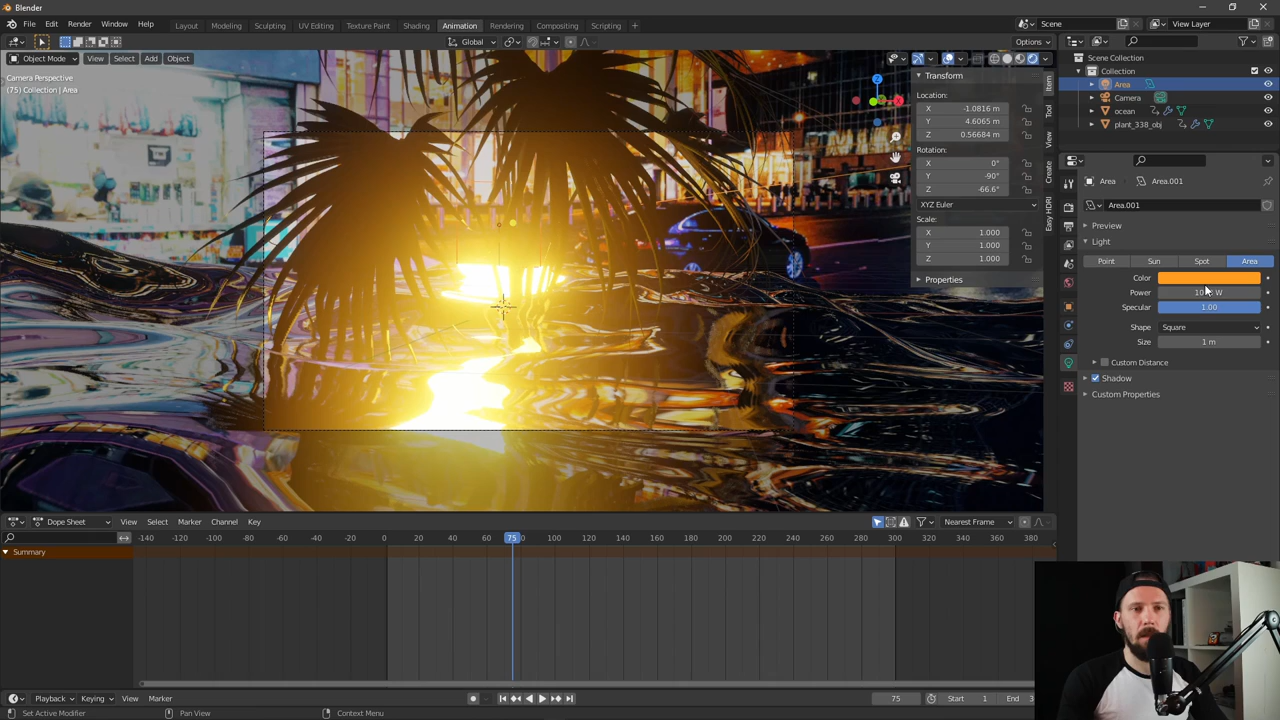 Blender
File Edit Render Window Help
Layout Modeling Sculpting UV Editing Texture Paint Shading Animation Rendering Compositing Scripting +
Scene View Layer
Global Options
Object Mode View Select Add Object
Camera Perspective
(75) Collection | Area
Transform
Location:
X -1.0816 m
Y 4.6065 m
Z 0.56684 m
Rotation:
X 0°
Y -90°
Z -66.6°
XYZ Euler
Scale:
X 1.000
Y 1.000
Z 1.000
Properties
Item
Tool
View
Create
Easy HDRI
Z
X
Scene Collection
Collection
Area
Camera
ocean
plant_338_obj
Area Area.001
Area.001
Preview
Light
Point Sun Spot Area
Color
Power W
Specular 1.00
Shape Square
Size 1 m
Custom Distance
Shadow
Custom Properties
Dope Sheet View Select Marker Channel Key Nearest Frame
-140 -120 -100 -80 -60 -40 -20 0 20 40 60 75 100 120 140 160 180 200 220 240 260 280 300 320 340 360 380
Summary
Playback Keying View Marker 75 Start 1 End
Set Active Modifier Pan View Context Menu